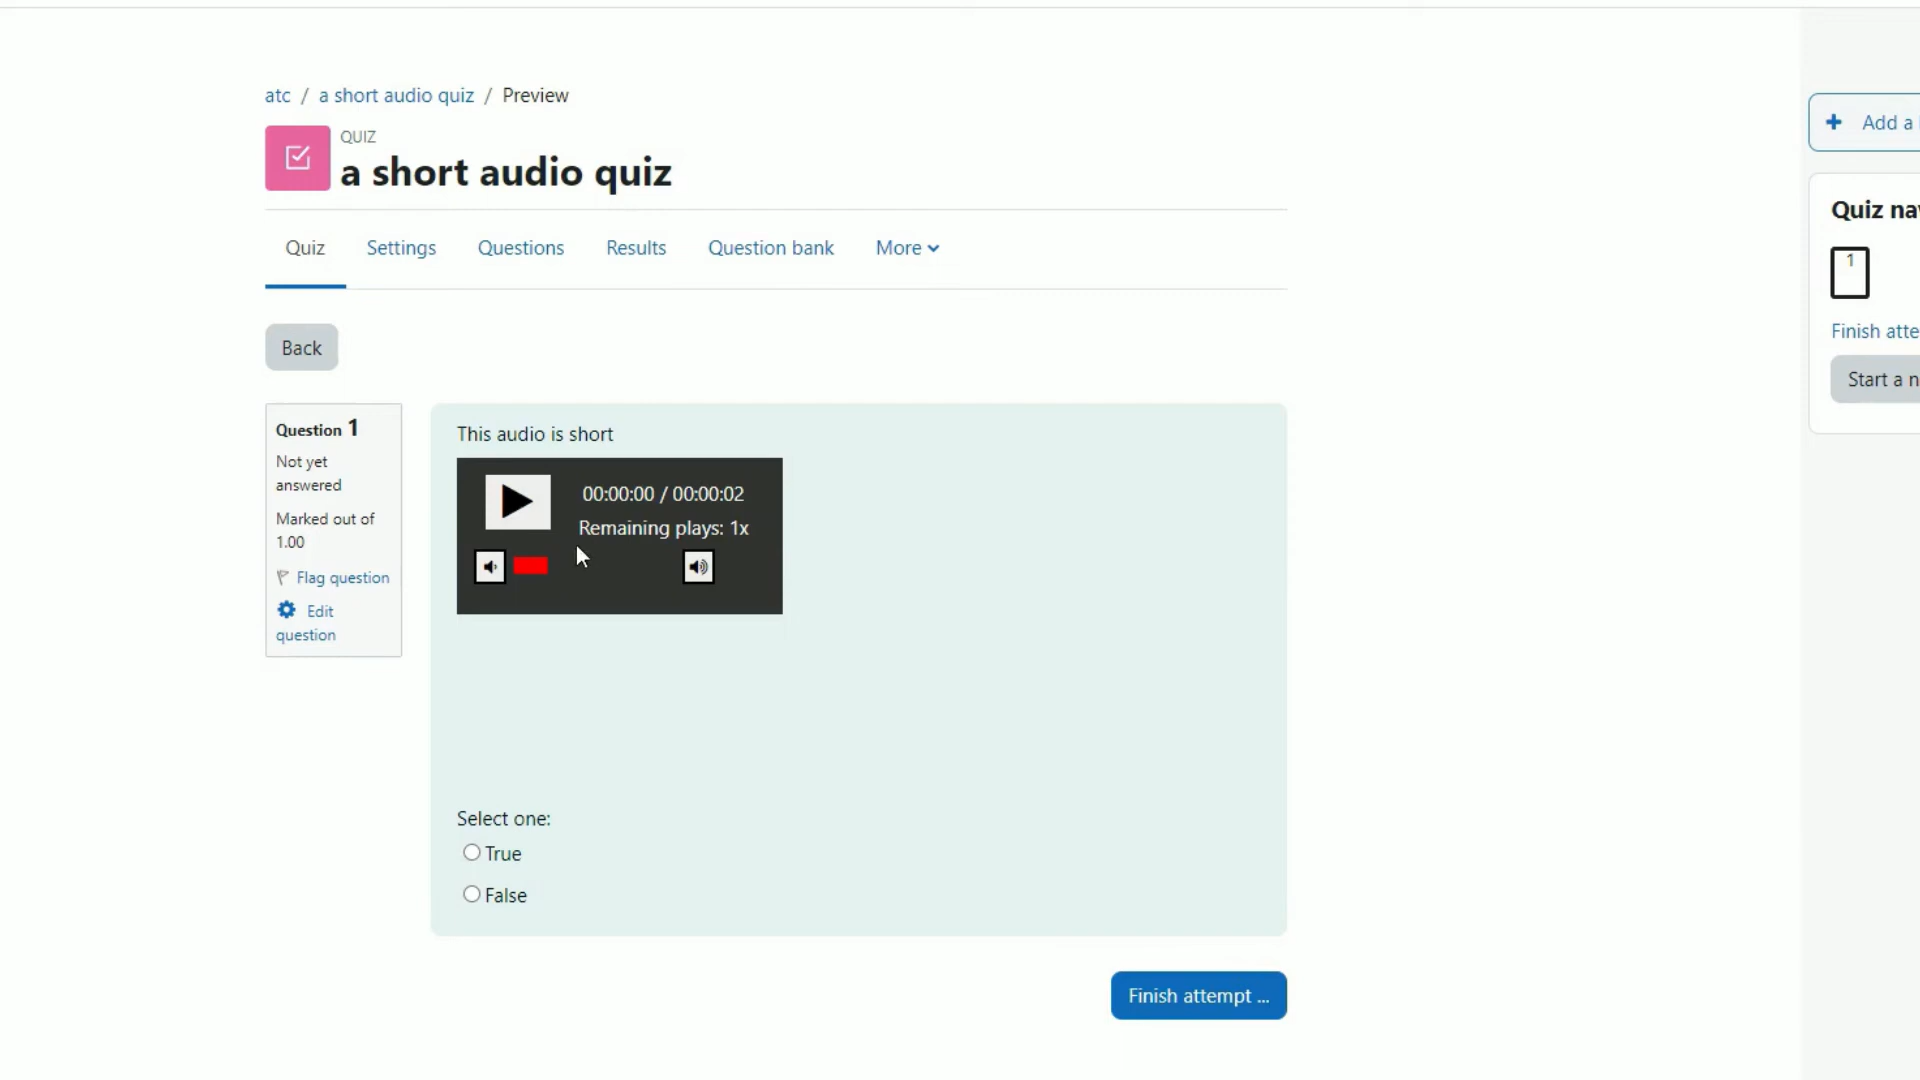 atc / a short audio quiz / Preview
QUIZ
a short audio quiz
Quiz Settings Questions Results Question bank More
Back
Question 1
Not yet
answered
Marked out of
1.00
Flag question
Edit
question
This audio is short
00:00:00 / 00:00:02
Remaining plays: 1x
Select one:
True
False
Finish attempt ...
Add a
Quiz na
1
Finish atte
Start a n